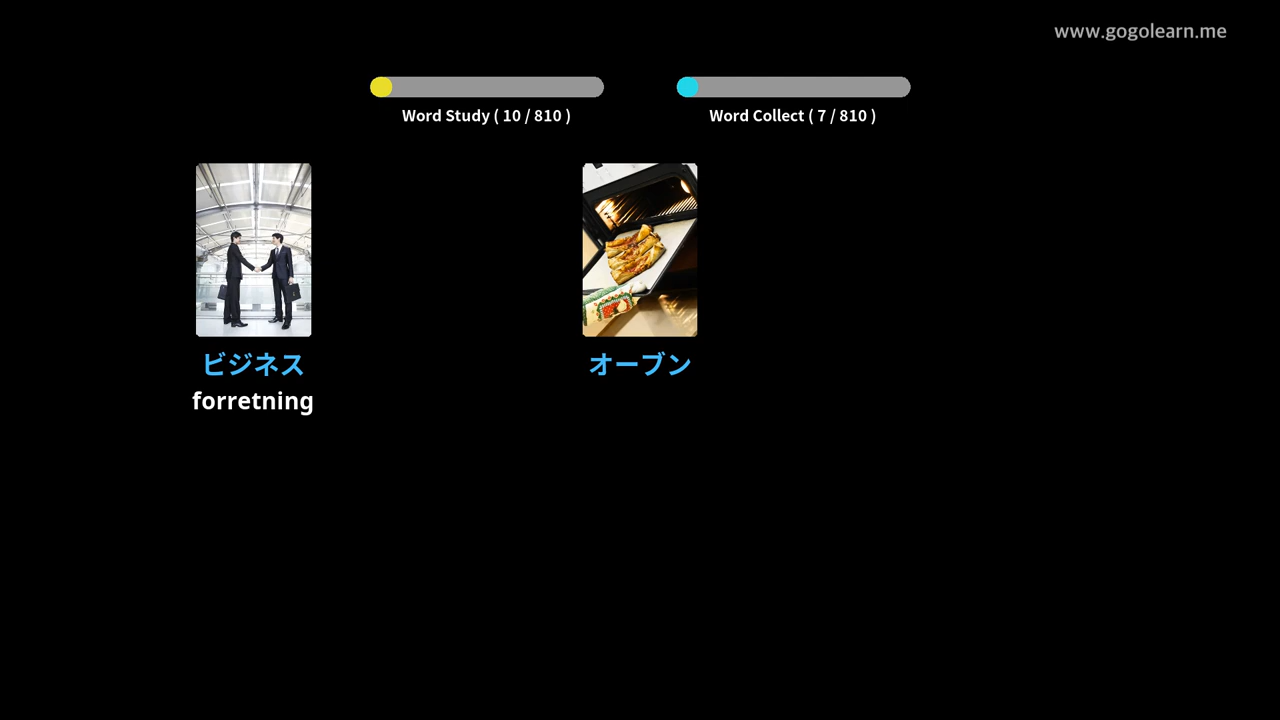 www.gogolearn.me
Word Study ( 10 / 810 )
Word Collect ( 7 / 810 )
ビジネス
forretning
オーブン